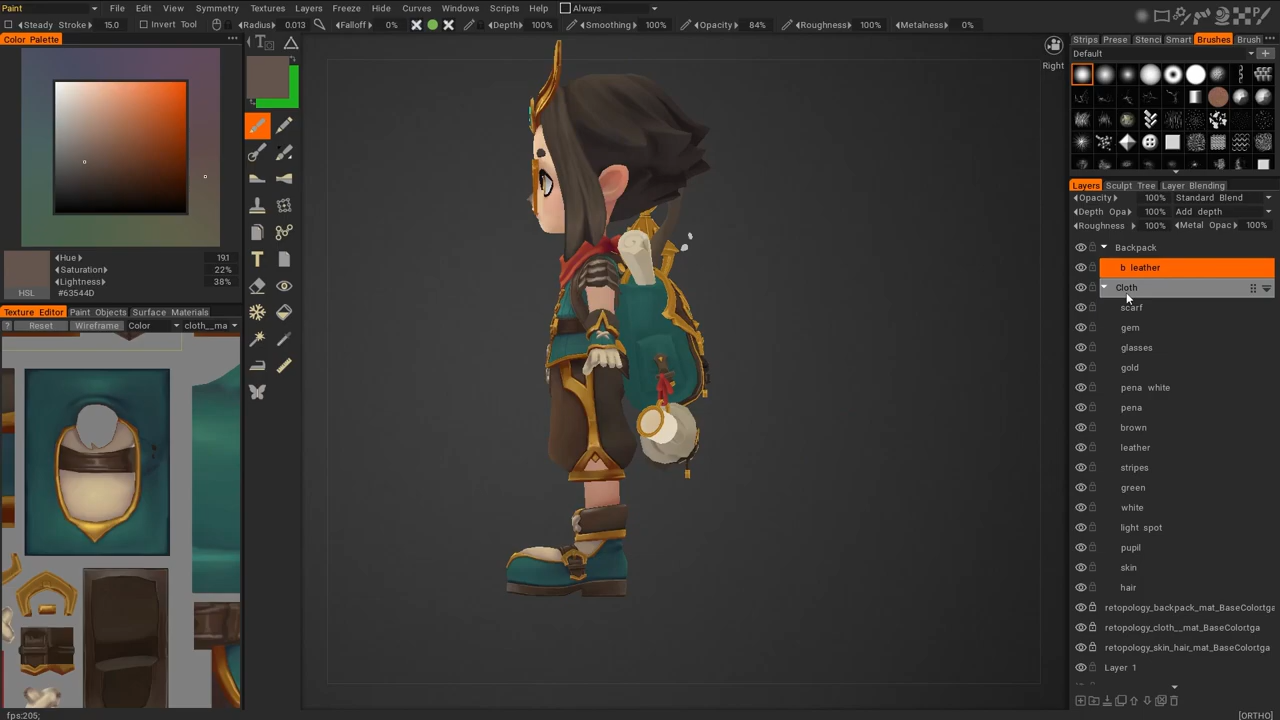 Paint File Edit View Symmetry Textures Layers Freeze Hide Curves Windows Scripts Help Always
Steady Stroke 15.0 Invert Tool Radius 0.013 Falloff 0% Depth 100% Smoothing 100% Opacity 84% Roughness 100% Metalness 0%
Color Palette
Hue 191
Saturation 22%
Lightness 38%
HSL #63544D
Texture Editor Paint Objects Surface Materials
? Reset Wireframe Color cloth__ma
Right
Strips Prese Stenci Smart Brushes Brush
Default
Layers Sculpt Tree Layer Blending
Opacity 100% Standard Blend
Depth Opa 100% Add depth
Roughness 100% Metal Opac 100%
Backpack
b leather
Cloth
scarf
gem
glasses
gold
pena white
pena
brown
leather
stripes
green
white
light spot
pupil
skin
hair
retopology_backpack_mat_BaseColortga
retopology_cloth__mat_BaseColortga
retopology_skin_hair_mat_BaseColortga
Layer 1
fps:205; [ORTHO]